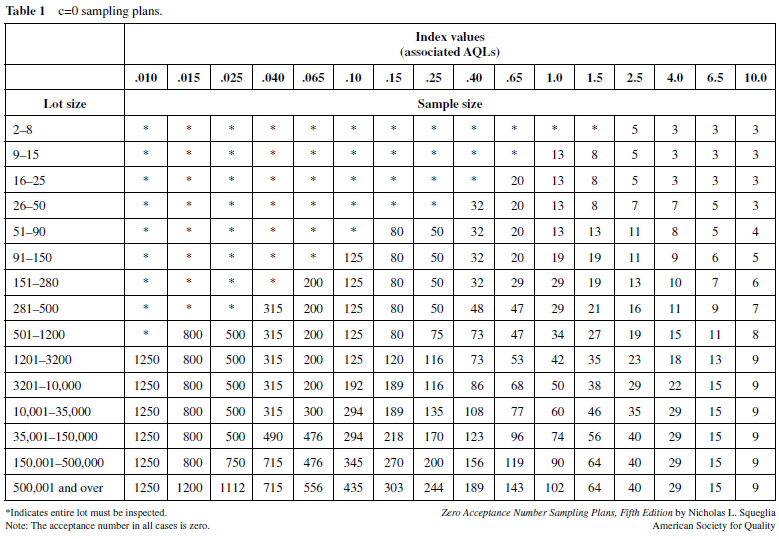 Table 1 c=0 sampling plans.
Index values
(associated AQLs)
.010 .015 .025 .040 .065 .10 .15 .25 .40 .65 1.0 1.5 2.5 4.0 6.5 10.0
Lot size Sample size
2–8 * * * * * * * * * * * * 5 3 3 3
9–15 * * * * * * * * * * 13 8 5 3 3 3
16–25 * * * * * * * * * 20 13 8 5 3 3 3
26–50 * * * * * * * * 32 20 13 8 7 7 5 3
51–90 * * * * * * 80 50 32 20 13 13 11 8 5 4
91–150 * * * * * 125 80 50 32 20 19 19 11 9 6 5
151–280 * * * * 200 125 80 50 32 29 29 19 13 10 7 6
281–500 * * * 315 200 125 80 50 48 47 29 21 16 11 9 7
501–1200 * 800 500 315 200 125 80 75 73 47 34 27 19 15 11 8
1201–3200 1250 800 500 315 200 125 120 116 73 53 42 35 23 18 13 9
3201–10,000 1250 800 500 315 200 192 189 116 86 68 50 38 29 22 15 9
10,001–35,000 1250 800 500 315 300 294 189 135 108 77 60 46 35 29 15 9
35,001–150,000 1250 800 500 490 476 294 218 170 123 96 74 56 40 29 15 9
150,001–500,000 1250 800 750 715 476 345 270 200 156 119 90 64 40 29 15 9
500,001 and over 1250 1200 1112 715 556 435 303 244 189 143 102 64 40 29 15 9
*Indicates entire lot must be inspected. Zero Acceptance Number Sampling Plans, Fifth Edition by Nicholas L. Squeglia
Note: The acceptance number in all cases is zero. American Society for Quality